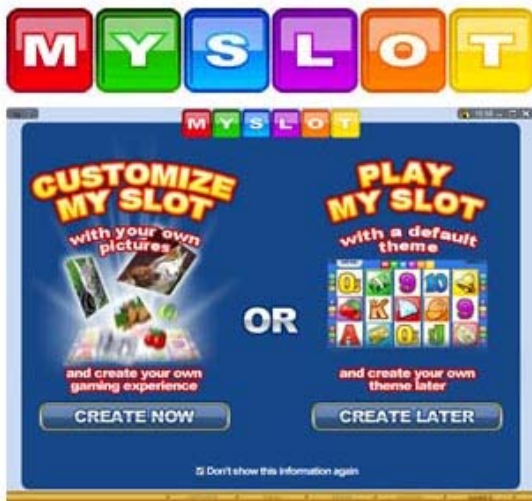 MYSLOT
MYSLOT
CUSTOMIZE
MY SLOT
with your own
pictures
and create your own
gaming experience
CREATE NOW
OR
PLAY
MY SLOT
with a default
theme
and create your own
theme later
CREATE LATER
Don't show this information again